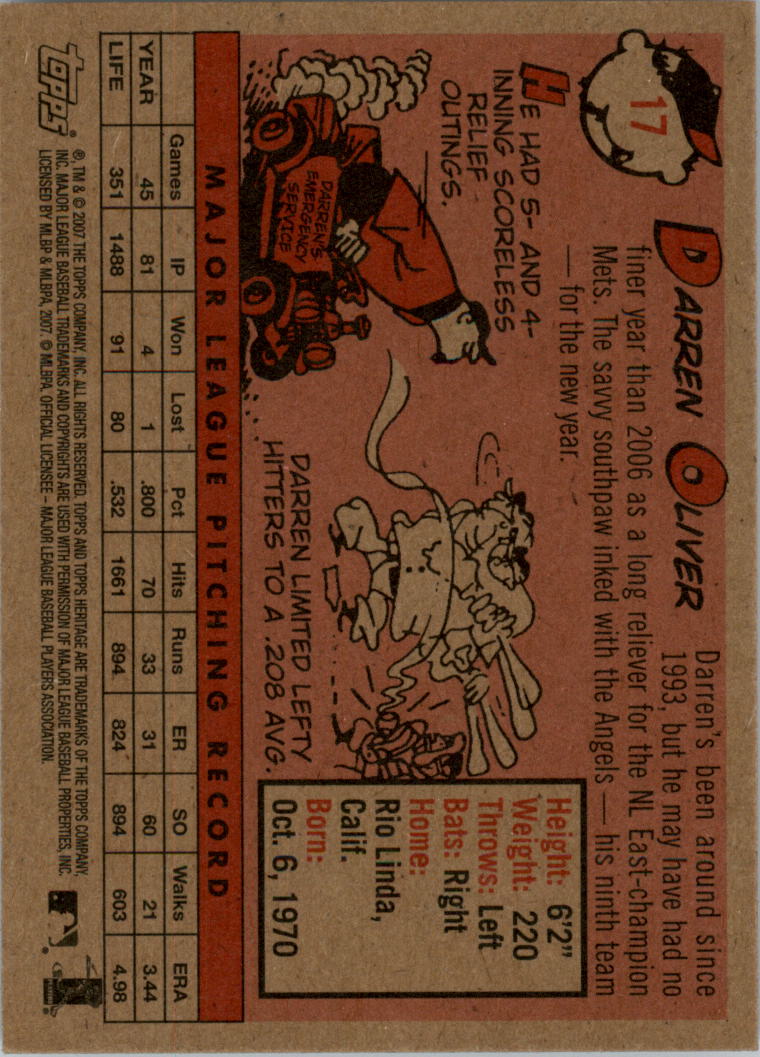 17
DARREN OLIVER
Darren's been around since
1993, but he may have had no
finer year than 2006 as a long reliever for the NL East-champion
Mets. The savvy southpaw inked with the Angels — his ninth team
— for the new year.
HE HAD 5- AND 4-
INNING SCORELESS
RELIEF
OUTINGS.
DARREN'S
EMERGENCY
SERVICE
DARREN LIMITED LEFTY
HITTERS TO A .208 AVG.
Height: 6'2"
Weight: 220
Throws: Left
Bats: Right
Home:
Rio Linda,
Calif.
Born:
Oct. 6, 1970
MAJOR LEAGUE PITCHING RECORD
Games IP Won Lost Pct Hits Runs ER SO Walks ERA
YEAR 45 81 4 1 .800 70 33 31 60 21 3.44
LIFE 351 1488 91 80 .532 1661 894 824 894 603 4.98
TOPPS®
®, TM & © 2007 THE TOPPS COMPANY, INC. ALL RIGHTS RESERVED. TOPPS AND TOPPS HERITAGE ARE TRADEMARKS OF THE TOPPS COMPANY,
INC. MAJOR LEAGUE BASEBALL TRADEMARKS AND COPYRIGHTS ARE USED WITH PERMISSION OF MAJOR LEAGUE BASEBALL PROPERTIES, INC.
LICENSED BY MLBP & MLBPA, 2007. © MLBPA, OFFICIAL LICENSEE – MAJOR LEAGUE BASEBALL PLAYERS ASSOCIATION.